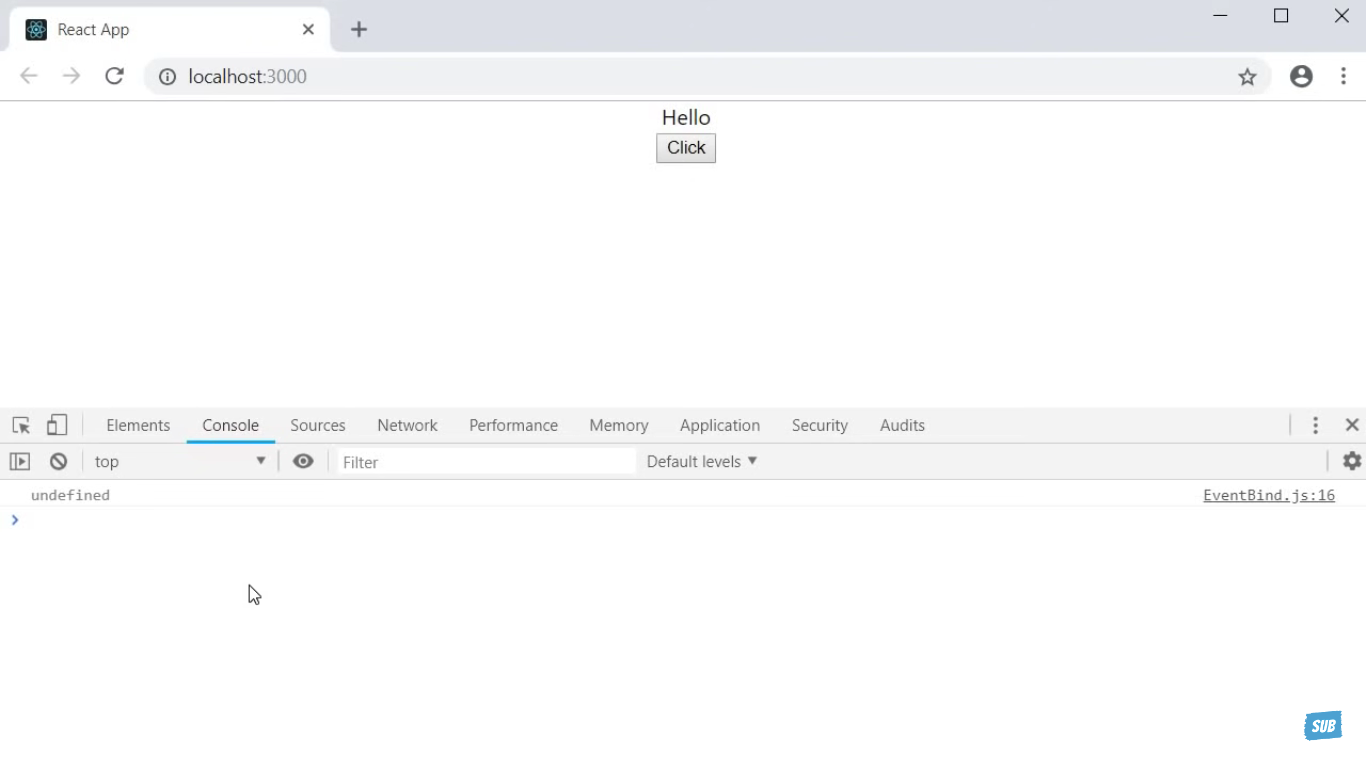 React App
localhost:3000
Hello
Click
Elements Console Sources Network Performance Memory Application Security Audits
top Filter Default levels
undefined EventBind.js:16
SUB